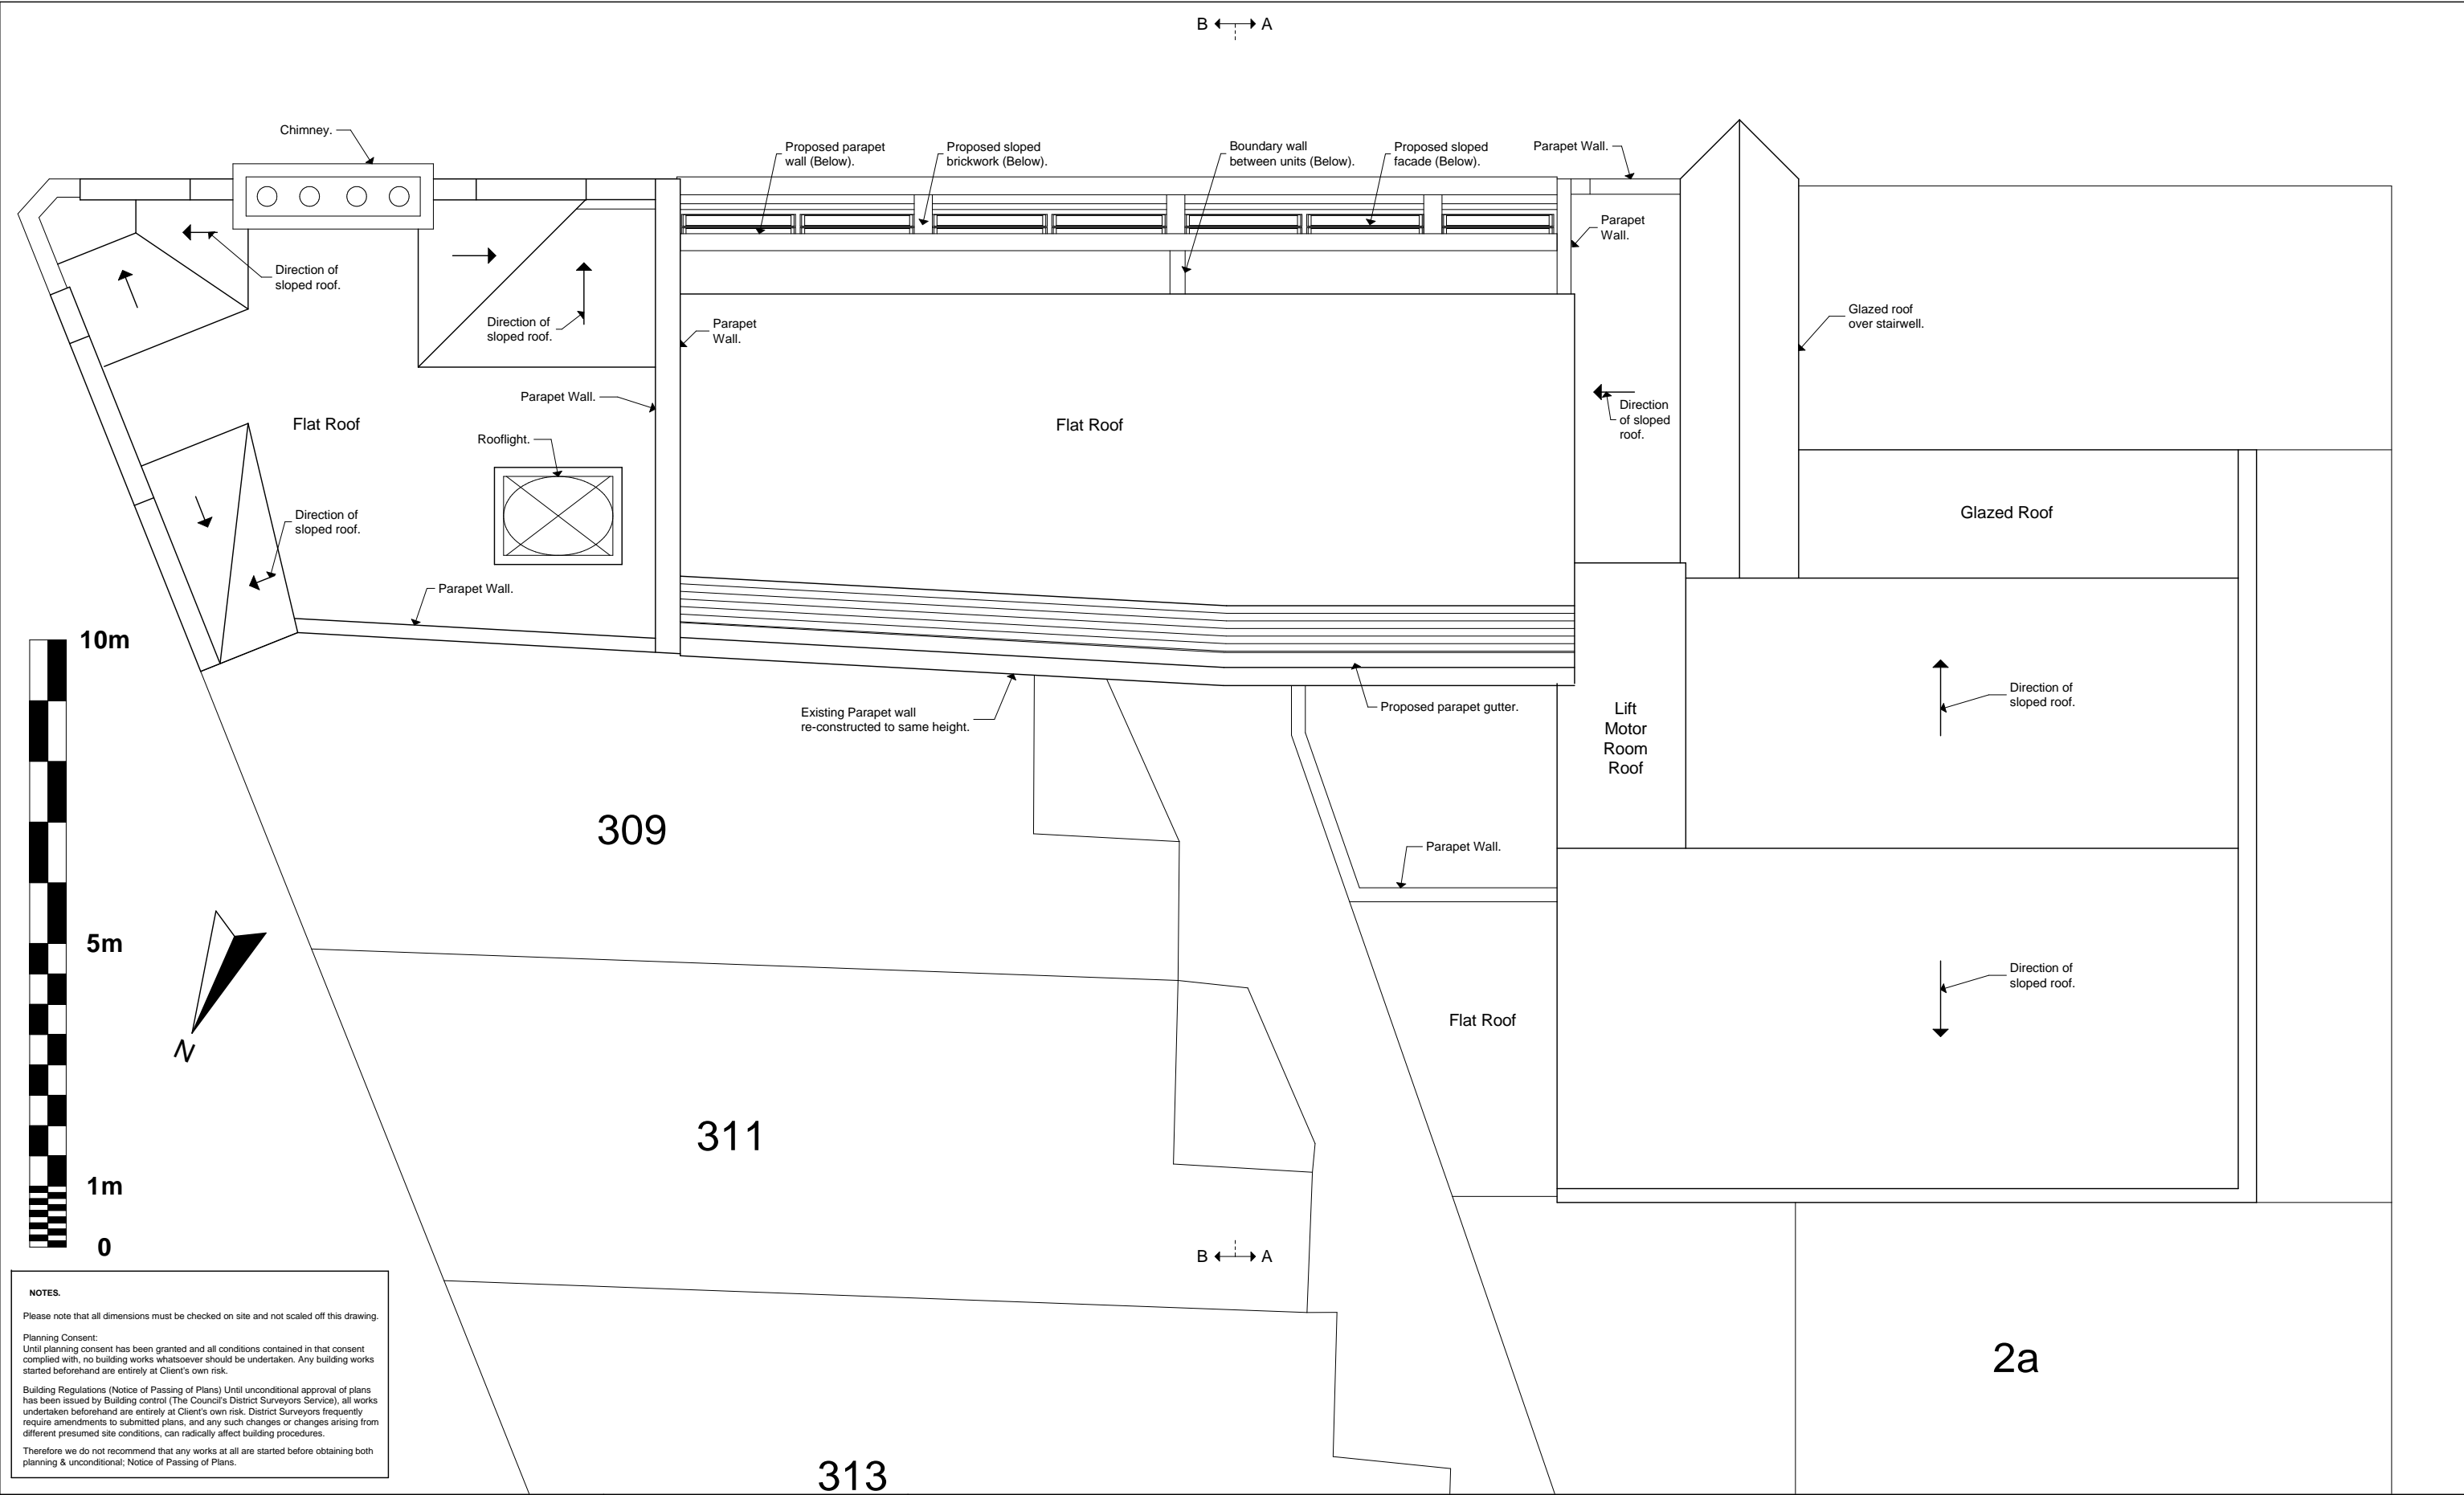 B A
Chimney.
Proposed parapet
wall (Below).
Proposed sloped
brickwork (Below).
Boundary wall
between units (Below).
Proposed sloped
facade (Below).
Parapet Wall.
Parapet
Wall.
Direction of
sloped roof.
Direction of
sloped roof.
Parapet
Wall.
Glazed roof
over stairwell.
Parapet Wall.
Flat Roof
Flat Roof
Direction
of sloped
roof.
Rooflight.
Direction of
sloped roof.
Glazed Roof
Parapet Wall.
10m
Existing Parapet wall
re-constructed to same height.
Proposed parapet gutter.
Lift
Motor
Room
Roof
Direction of
sloped roof.
309
Parapet Wall.
5m
N
Direction of
sloped roof.
Flat Roof
311
1m
0
B A
NOTES.
Please note that all dimensions must be checked on site and not scaled off this drawing.
Planning Consent:
Until planning consent has been granted and all conditions contained in that consent
complied with, no building works whatsoever should be undertaken. Any building works
started beforehand are entirely at Client's own risk.
Building Regulations (Notice of Passing of Plans) Until unconditional approval of plans
has been issued by Building control (The Council's District Surveyors Service), all works
undertaken beforehand are entirely at Client's own risk. District Surveyors frequently
require amendments to submitted plans, and any such changes or changes arising from
different presumed site conditions, can radically affect building procedures.
Therefore we do not recommend that any works at all are started before obtaining both
planning & unconditional; Notice of Passing of Plans.
2a
313